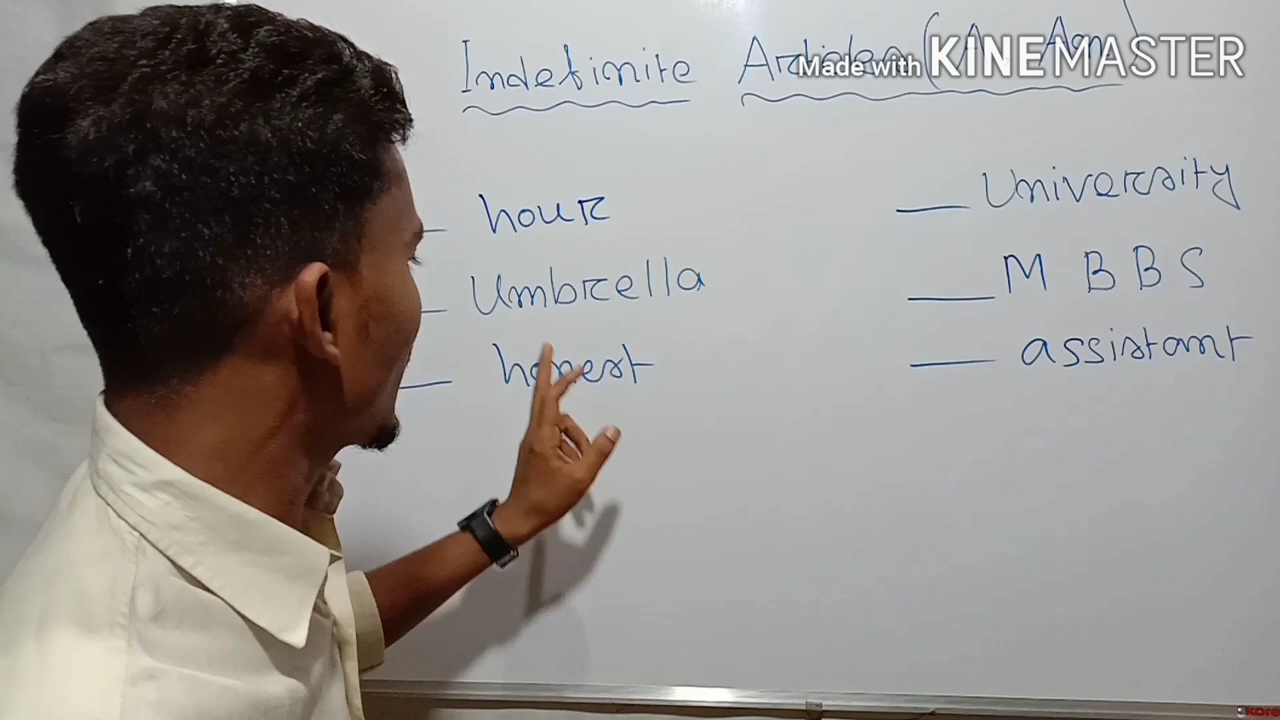 Indefinite Articles (A An)
Made with KINEMASTER
__ hour
__ Umbrella
__ honest
__ University
__ M B B S
__ assistant